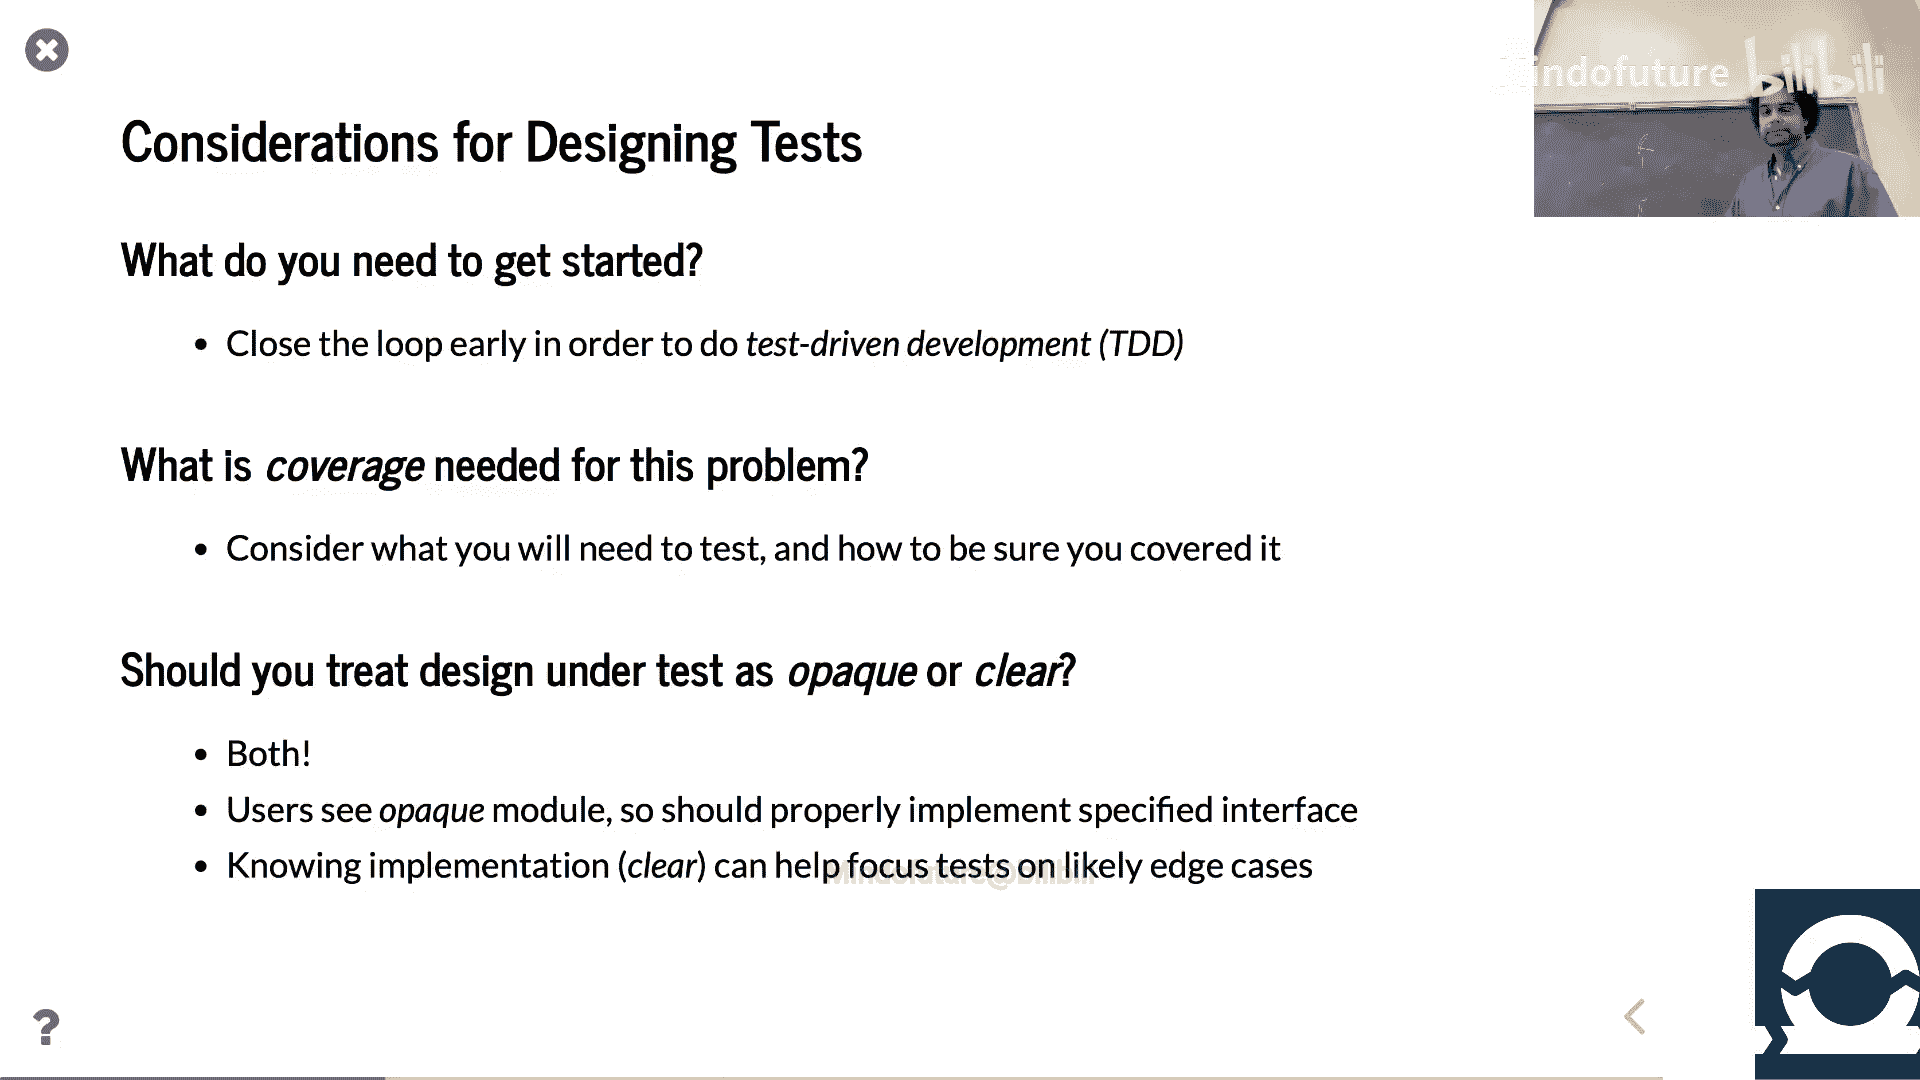 indofuture bilibili
Considerations for Designing Tests
What do you need to get started?
• Close the loop early in order to do test-driven development (TDD)
What is coverage needed for this problem?
• Consider what you will need to test, and how to be sure you covered it
Should you treat design under test as opaque or clear?
• Both!
• Users see opaque module, so should properly implement specified interface
• Knowing implementation (clear) can help focus tests on likely edge cases
Mindofuture@bilibili
?